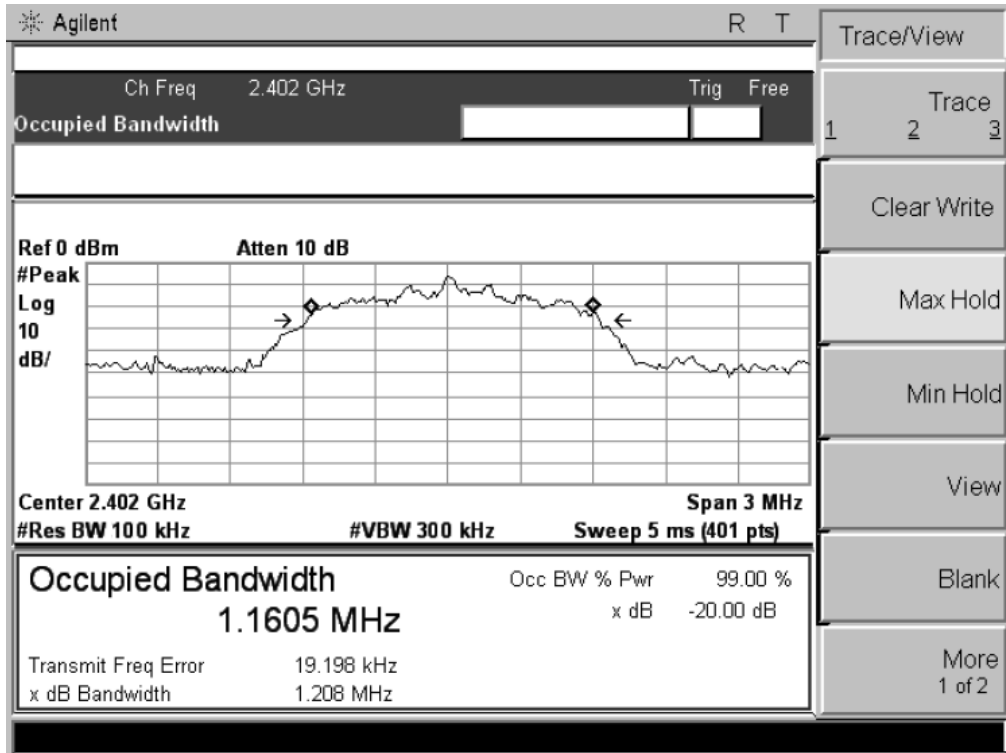 Agilent R T
Trace/View
Ch Freq 2.402 GHz Trig Free
Occupied Bandwidth
Trace
1 2 3
Clear Write
Ref 0 dBm Atten 10 dB
#Peak
Log
10
dB/
Max Hold
Min Hold
View
Center 2.402 GHz Span 3 MHz
#Res BW 100 kHz #VBW 300 kHz Sweep 5 ms (401 pts)
Occupied Bandwidth Occ BW % Pwr 99.00 %
1.1605 MHz x dB -20.00 dB
Blank
Transmit Freq Error 19.198 kHz
x dB Bandwidth 1.208 MHz
More
1 of 2